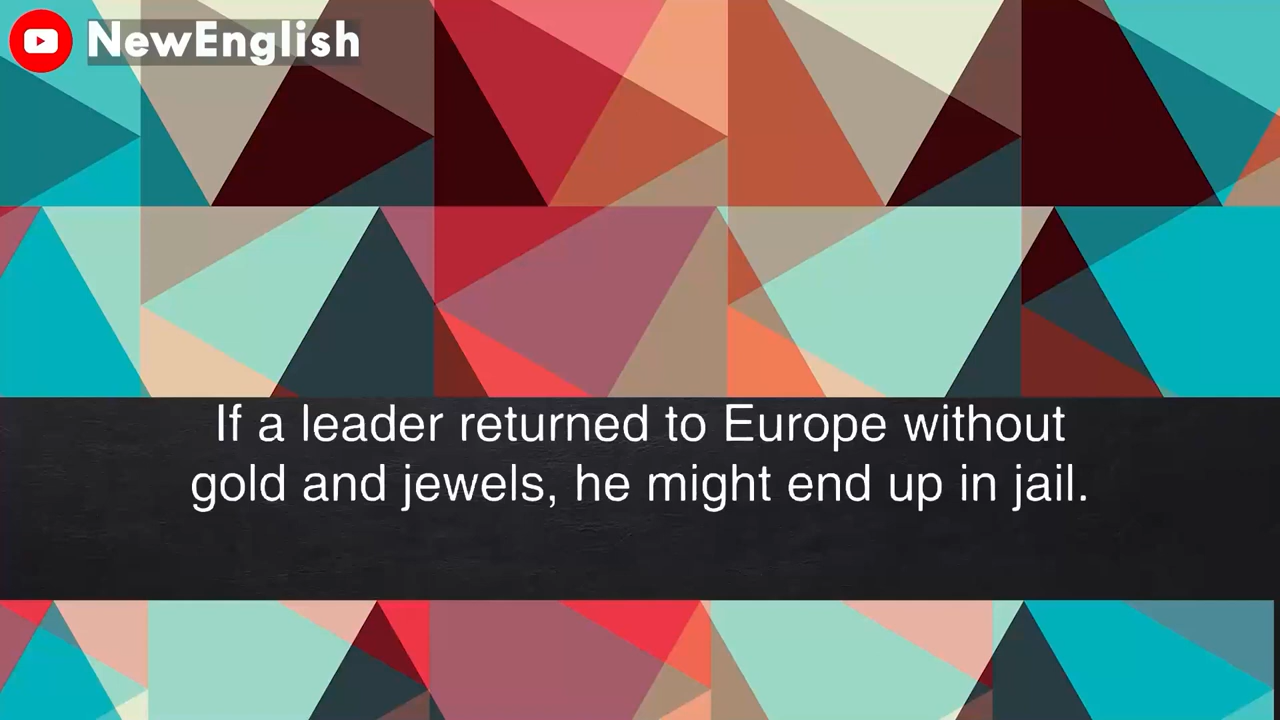 NewEnglish
If a leader returned to Europe without
gold and jewels, he might end up in jail.